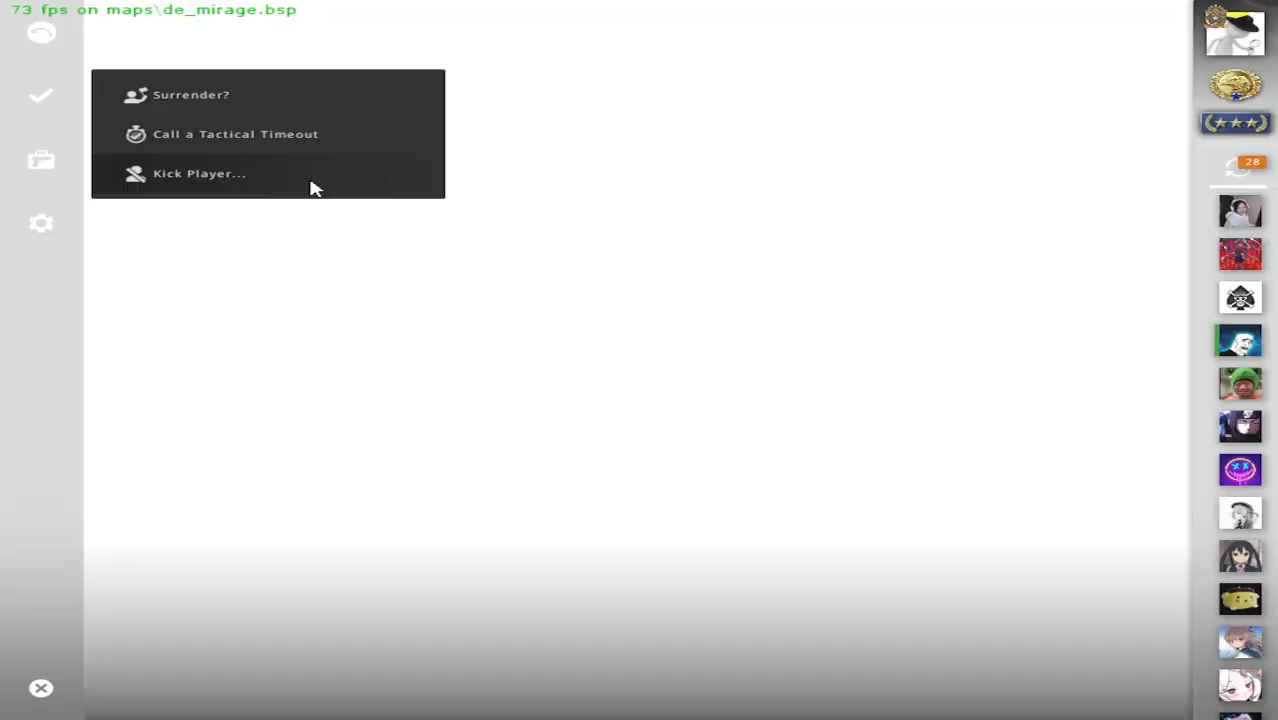 73 fps on maps\de_mirage.bsp
Surrender?
Call a Tactical Timeout
Kick Player...
28